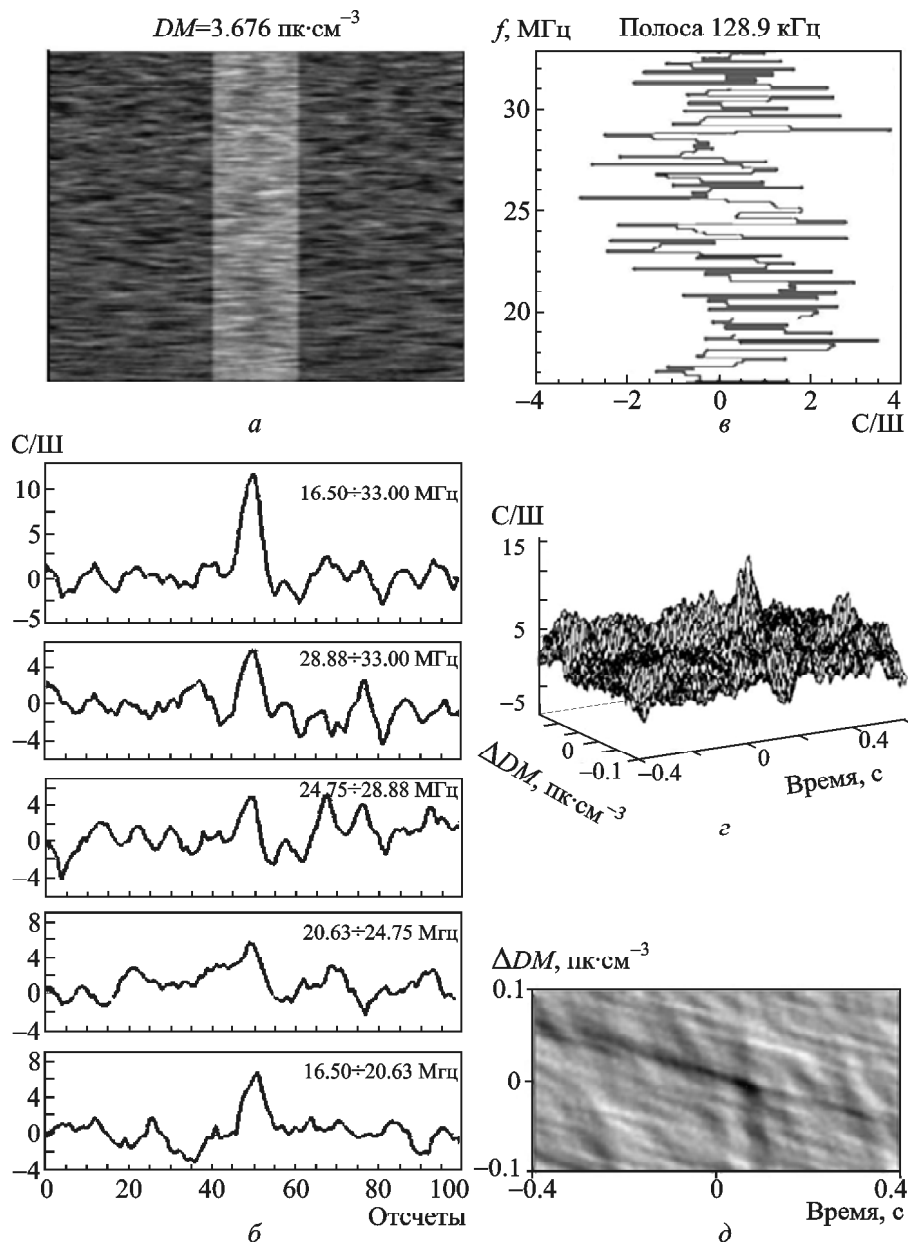 DM=3.676 пк·см⁻³
f, МГц Полоса 128.9 кГц
30
25
20
–4 –2 0 2 4
С/Ш
а
в
С/Ш
10
5
0
–5
16.50÷33.00 МГц
4
0
–4
28.88÷33.00 МГц
4
0
–4
24.75÷28.88 МГц
8
4
0
–4
20.63÷24.75 Мгц
8
4
0
–4
16.50÷20.63 Мгц
0 20 40 60 80 100
Отсчеты
б
С/Ш
15
5
–5
0
–0.1
ΔDM, пк·см⁻³
–0.4 0 0.4
Время, с
г
ΔDM, пк·см⁻³
0.1
0
–0.1
–0.4 0 0.4
Время, с
д